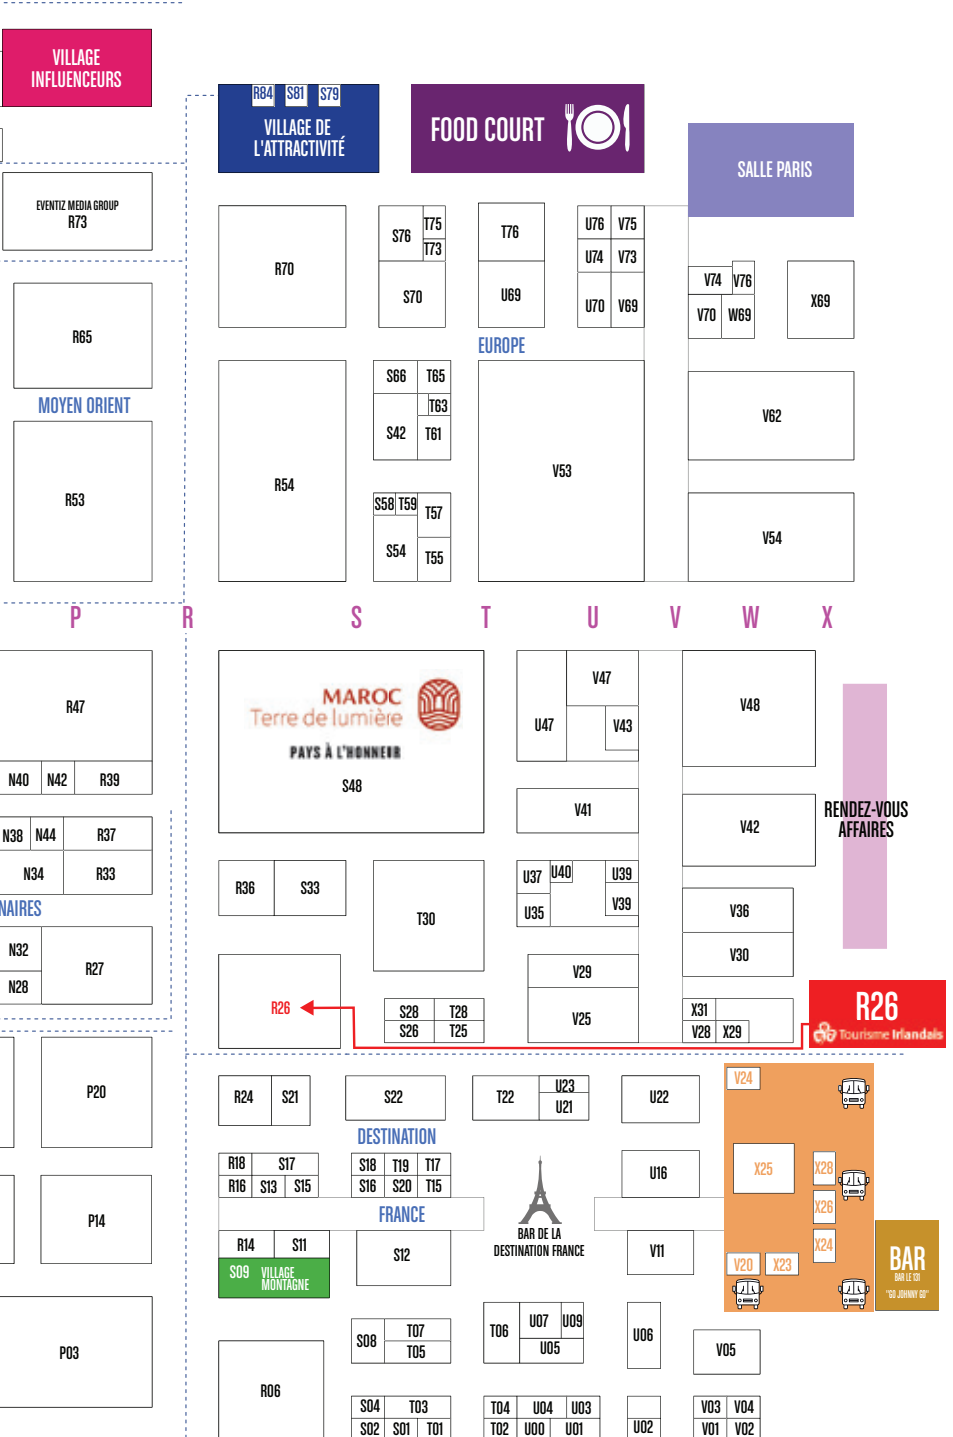 VILLAGE
INFLUENCEURS
R84 S81 S79
VILLAGE DE
L'ATTRACTIVITÉ
FOOD COURT
SALLE PARIS
EVENTIZ MEDIA GROUP
R73
R70
S76
T75
T73
S70
T76
U69
U76 V75
U74 V73
U70 V69
V74 V76
V70 W69
X69
R65
EUROPE
MOYEN ORIENT
S66 T65
T63
S42 T61
V62
R53
R54
V53
S58 T59 T57
S54 T55
V54
P R S T U V W X
R47
N40 N42 R39
MAROC
Terre de lumière
PAYS À L'HONNEUR
S48
V47
U47 V43
V48
V41
V42
RENDEZ-VOUS
AFFAIRES
N38 N44 R37
N34 R33
NAIRES
R36 S33
T30
U37 U40 U39
U35 V39
V36
V30
N32
N28
R27
R26
V29
V25
S28 T28
S26 T25
X31
V28 X29
R26
Tourisme Irlandais
P20
R24 S21
S22
T22 U23
U21
U22
V24
DESTINATION
R18 S17
R16 S13 S15
S18 T19 T17
S16 S20 T15
U16
X25
X28
X26
X24
FRANCE
P14
R14 S11
S12
BAR DE LA
DESTINATION FRANCE
V11
V20 X23
S09 VILLAGE
MONTAGNE
BAR
BAR LE 131
"GO JOHNNY GO"
P03
S08 T07
T05
T06 U07 U09
U05
U06
V05
R06
S04 T03
S02 S01 T01
T04 U04 U03
T02 U00 U01
U02
V03 V04
V01 V02